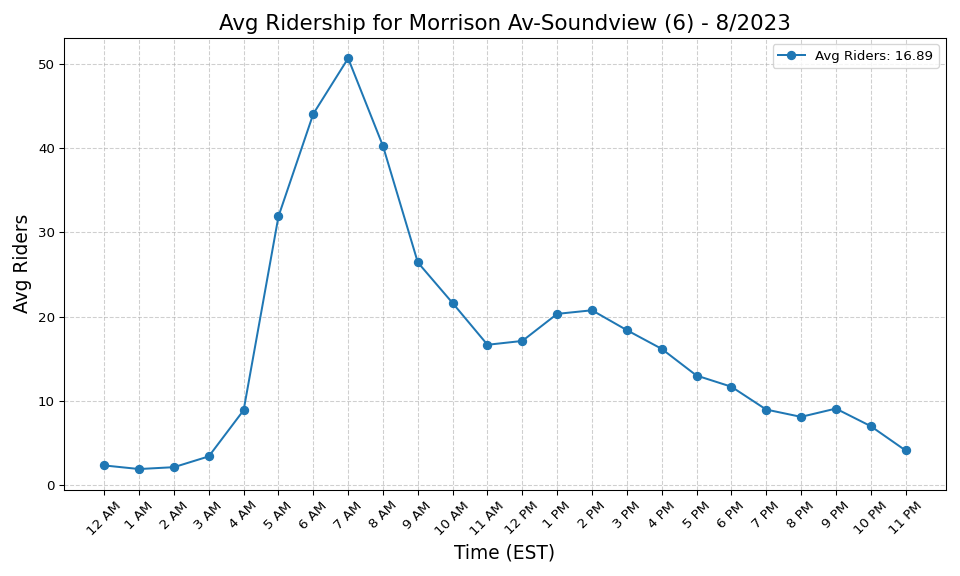 Avg Ridership for Morrison Av-Soundview (6) - 8/2023
Avg Riders: 16.89
Avg Riders
50
40
30
20
10
0
12 AM
1 AM
2 AM
3 AM
4 AM
5 AM
6 AM
7 AM
8 AM
9 AM
10 AM
11 AM
12 PM
1 PM
2 PM
3 PM
4 PM
5 PM
6 PM
7 PM
8 PM
9 PM
10 PM
11 PM
Time (EST)